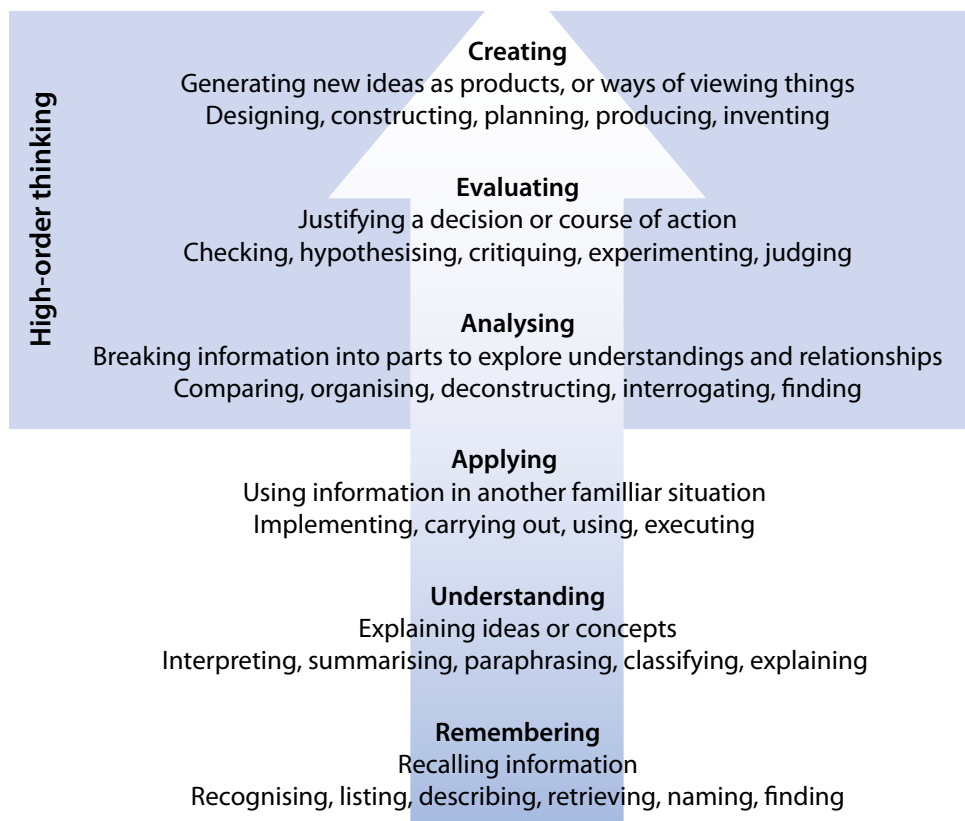 High-order thinking
Creating
Generating new ideas as products, or ways of viewing things
Designing, constructing, planning, producing, inventing
Evaluating
Justifying a decision or course of action
Checking, hypothesising, critiquing, experimenting, judging
Analysing
Breaking information into parts to explore understandings and relationships
Comparing, organising, deconstructing, interrogating, finding
Applying
Using information in another familliar situation
Implementing, carrying out, using, executing
Understanding
Explaining ideas or concepts
Interpreting, summarising, paraphrasing, classifying, explaining
Remembering
Recalling information
Recognising, listing, describing, retrieving, naming, finding